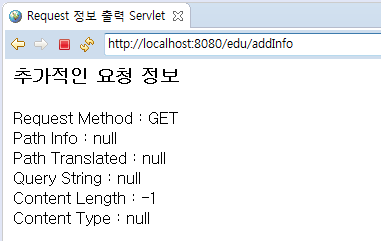 Request 정보 출력 Servlet
http://localhost:8080/edu/addInfo
추가적인 요청 정보
Request Method : GET
Path Info : null
Path Translated : null
Query String : null
Content Length : -1
Content Type : null